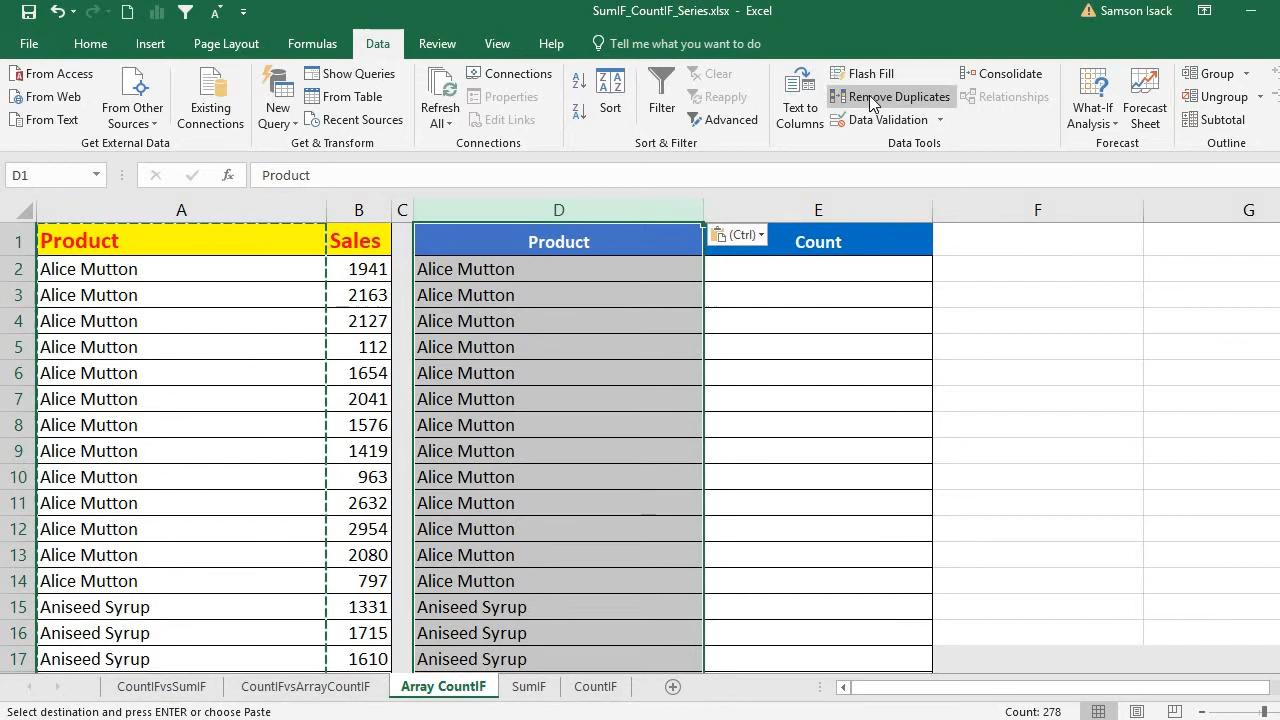 SumIF_CountIF_Series.xlsx - Excel
Samson Isack
File Home Insert Page Layout Formulas Data Review View Help Tell me what you want to do
From Access
From Web
From Text
From Other Sources
Existing Connections
Get External Data
New Query
Show Queries
From Table
Recent Sources
Get & Transform
Refresh All
Connections
Properties
Edit Links
Connections
Sort
Filter
Clear
Reapply
Advanced
Sort & Filter
Text to Columns
Flash Fill
Remove Duplicates
Data Validation
Consolidate
Relationships
Data Tools
What-If Analysis
Forecast Sheet
Forecast
Group
Ungroup
Subtotal
Outline
D1 fx Product
A B C D E F G
1 Product Sales Product (Ctrl) Count
2 Alice Mutton 1941 Alice Mutton
3 Alice Mutton 2163 Alice Mutton
4 Alice Mutton 2127 Alice Mutton
5 Alice Mutton 112 Alice Mutton
6 Alice Mutton 1654 Alice Mutton
7 Alice Mutton 2041 Alice Mutton
8 Alice Mutton 1576 Alice Mutton
9 Alice Mutton 1419 Alice Mutton
10 Alice Mutton 963 Alice Mutton
11 Alice Mutton 2632 Alice Mutton
12 Alice Mutton 2954 Alice Mutton
13 Alice Mutton 2080 Alice Mutton
14 Alice Mutton 797 Alice Mutton
15 Aniseed Syrup 1331 Aniseed Syrup
16 Aniseed Syrup 1715 Aniseed Syrup
17 Aniseed Syrup 1610 Aniseed Syrup
CountIFvsSumIF CountIFvsArrayCountIF Array CountIF SumIF CountIF
Select destination and press ENTER or choose Paste Count: 278